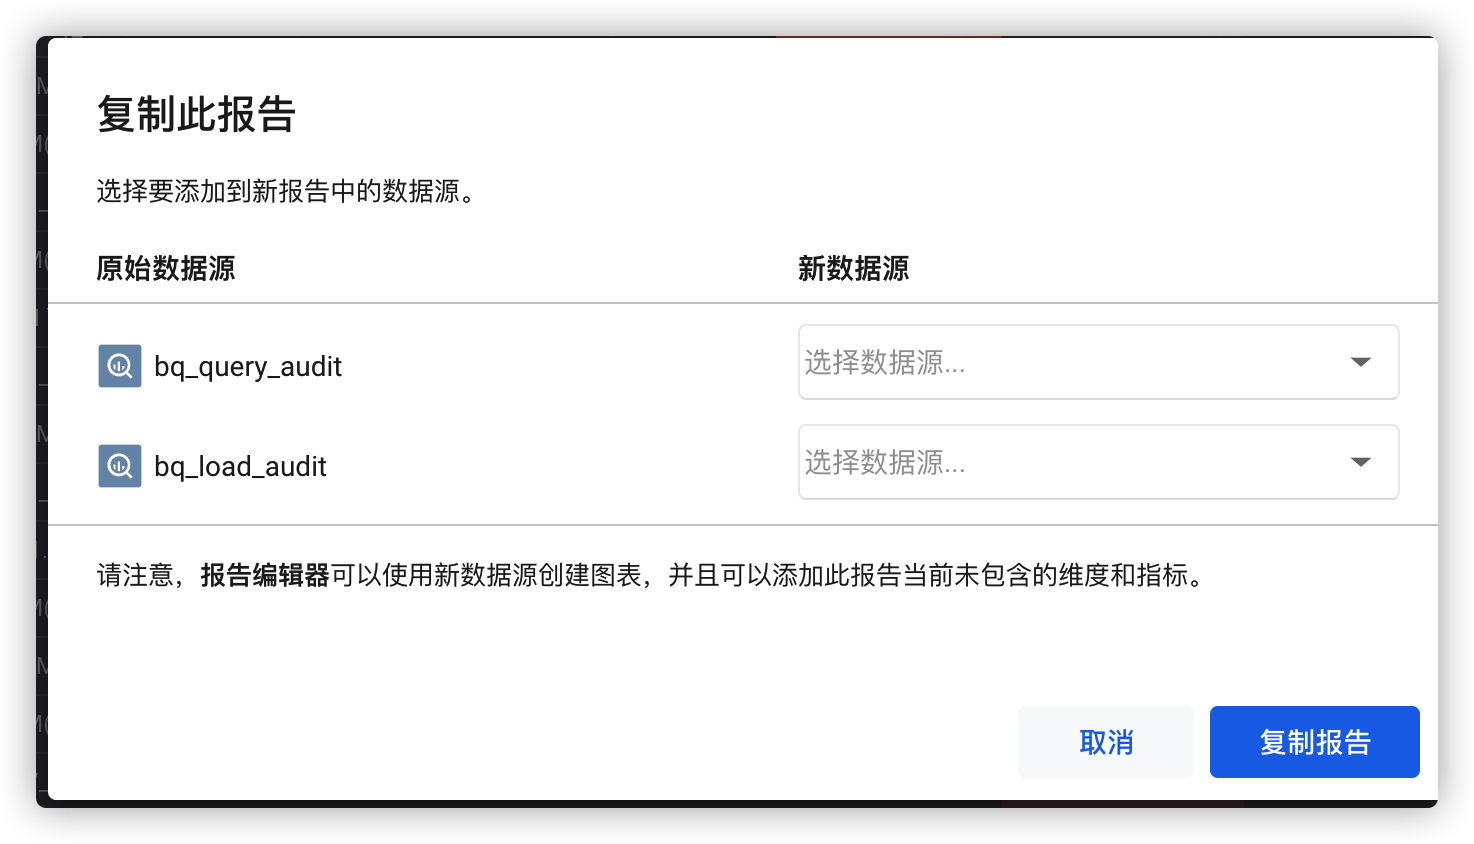 复制此报告
选择要添加到新报告中的数据源。
原始数据源 新数据源
bq_query_audit 选择数据源...
bq_load_audit 选择数据源...
请注意，报告编辑器可以使用新数据源创建图表，并且可以添加此报告当前未包含的维度和指标。
取消 复制报告